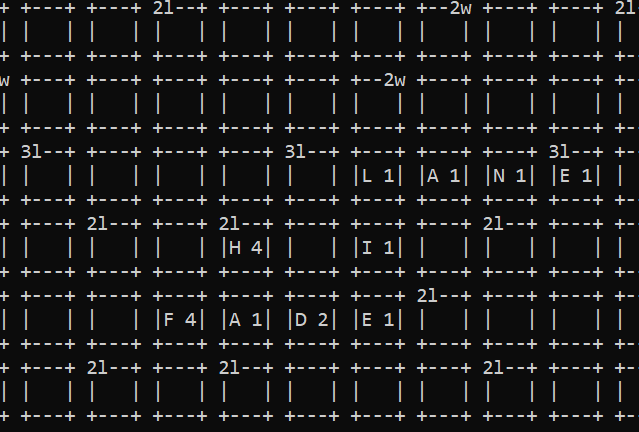 + +---+ +---+ 2l--+ +---+ +---+ +---+ +--2w +---+ +---+ 2l
| |   | |   | |   | |   | |   | |   | |   | |   | |   | |
+ +---+ +---+ +---+ +---+ +---+ +---+ +---+ +---+ +---+ +-
w +---+ +---+ +---+ +---+ +---+ +--2w +---+ +---+ +---+ +-
| |   | |   | |   | |   | |   | |   | |   | |   | |   | |
+ +---+ +---+ +---+ +---+ +---+ +---+ +---+ +---+ +---+ +-
+ 3l--+ +---+ +---+ +---+ 3l--+ +---+ +---+ +---+ 3l--+ +-
| |   | |   | |   | |   | |   | |L 1| |A 1| |N 1| |E 1| |
+ +---+ +---+ +---+ +---+ +---+ +---+ +---+ +---+ +---+ +-
+ +---+ 2l--+ +---+ 2l--+ +---+ +---+ +---+ 2l--+ +---+ +-
| |   | |   | |   | |H 4| |   | |I 1| |   | |   | |   | |
+ +---+ +---+ +---+ +---+ +---+ +---+ +---+ +---+ +---+ +-
+ +---+ +---+ +---+ +---+ +---+ +---+ 2l--+ +---+ +---+ +-
| |   | |   | |F 4| |A 1| |D 2| |E 1| |   | |   | |   | |
+ +---+ +---+ +---+ +---+ +---+ +---+ +---+ +---+ +---+ +-
+ +---+ 2l--+ +---+ 2l--+ +---+ +---+ +---+ 2l--+ +---+ +-
| |   | |   | |   | |   | |   | |   | |   | |   | |   | |
+ +---+ +---+ +---+ +---+ +---+ +---+ +---+ +---+ +---+ +-